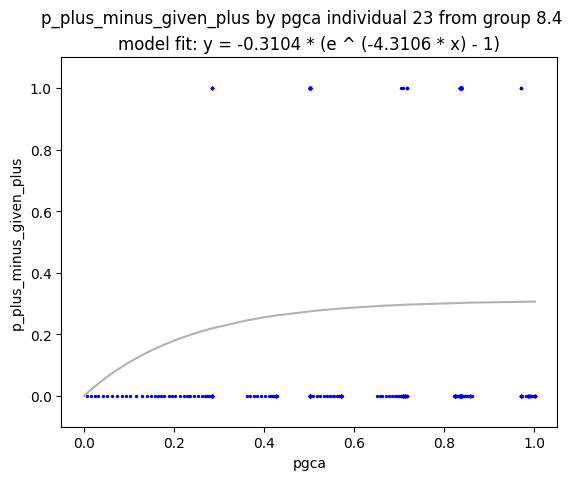 p_plus_minus_given_plus by pgca individual 23 from group 8.4
model fit: y = -0.3104 * (e ^ (-4.3106 * x) - 1)
1.0
0.8
0.6
0.4
0.2
0.0
p_plus_minus_given_plus
0.0 0.2 0.4 0.6 0.8 1.0
pgca